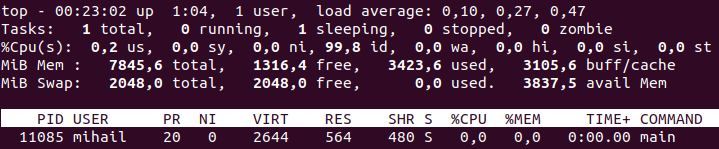 top - 00:23:02 up  1:04,  1 user,  load average: 0,10, 0,27, 0,47
Tasks:   1 total,   0 running,   1 sleeping,   0 stopped,   0 zombie
%Cpu(s):  0,2 us,  0,0 sy,  0,0 ni, 99,8 id,  0,0 wa,  0,0 hi,  0,0 si,  0,0 st
MiB Mem :   7845,6 total,   1316,4 free,   3423,6 used,   3105,6 buff/cache
MiB Swap:   2048,0 total,   2048,0 free,      0,0 used.   3837,5 avail Mem
PID USER      PR  NI    VIRT    RES    SHR S  %CPU  %MEM     TIME+ COMMAND
11085 mihail    20   0    2644    564    480 S   0,0   0,0   0:00.00 main